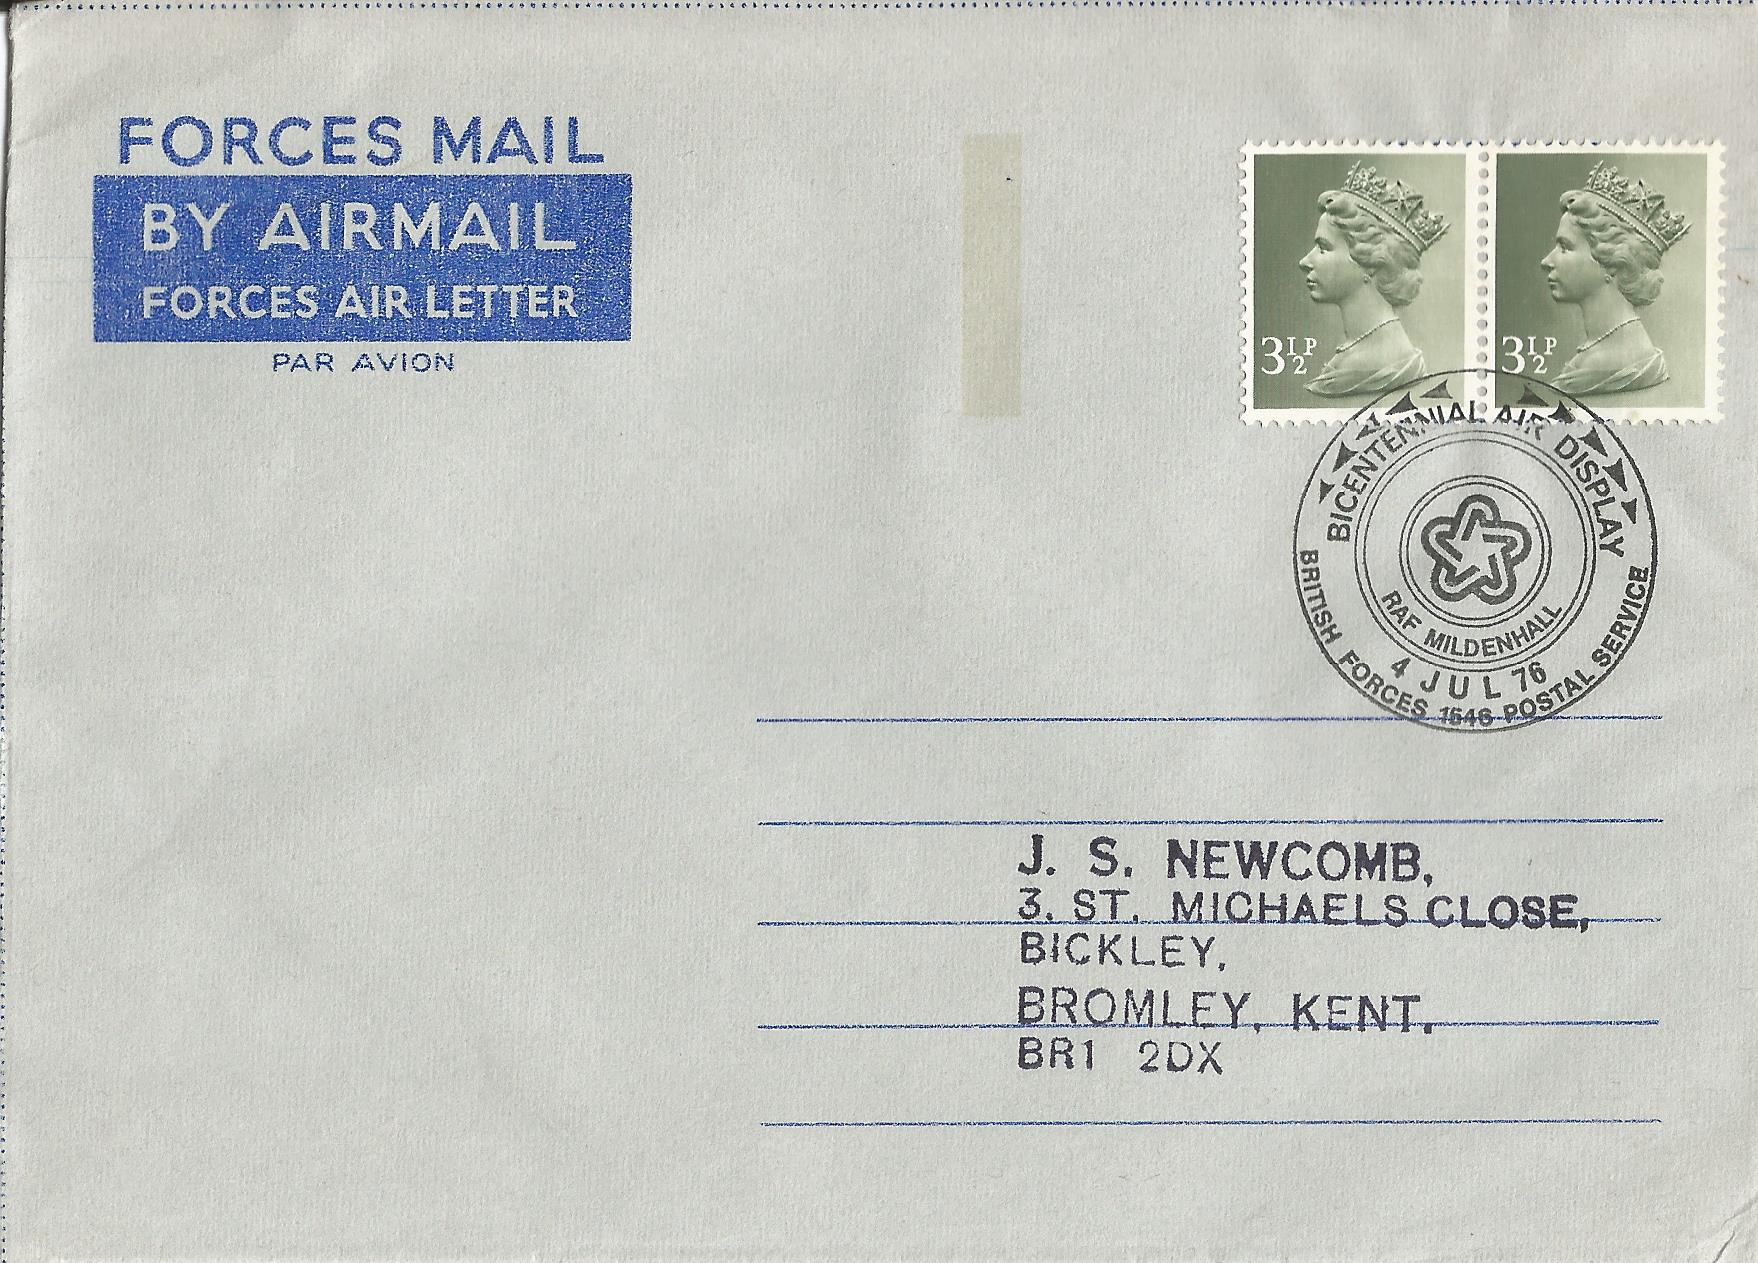 FORCES MAIL
BY AIRMAIL
FORCES AIR LETTER
PAR AVION
3½P
3½P
BICENTENNIAL AIR DISPLAY
RAF MILDENHALL
4 JUL 76
BRITISH FORCES 1546 POSTAL SERVICE
J. S. NEWCOMB,
3. ST. MICHAELS CLOSE,
BICKLEY,
BROMLEY, KENT.
BR1 2DX